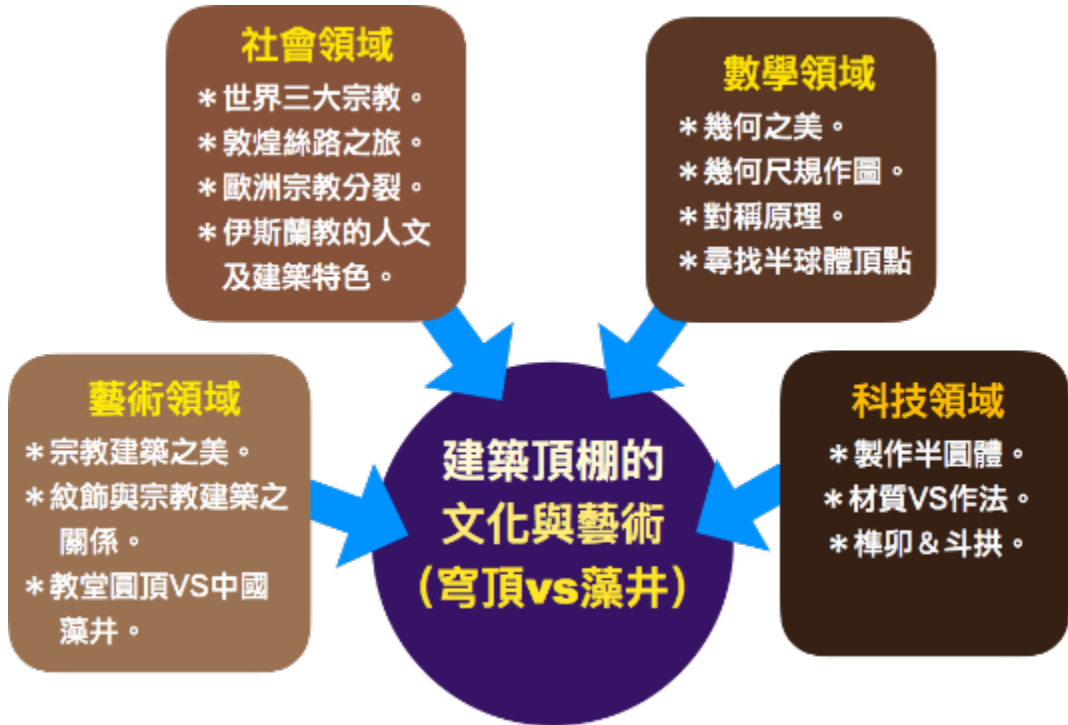 社會領域
＊世界三大宗教。
＊敦煌絲路之旅。
＊歐洲宗教分裂。
＊伊斯蘭教的人文
及建築特色。
數學領域
＊幾何之美。
＊幾何尺規作圖。
＊對稱原理。
＊尋找半球體頂點
藝術領域
＊宗教建築之美。
＊紋飾與宗教建築之
關係。
＊教堂圓頂VS中國
藻井。
建築頂棚的
文化與藝術
（穹頂vs藻井）
科技領域
＊製作半圓體。
＊材質VS作法。
＊榫卯＆斗拱。